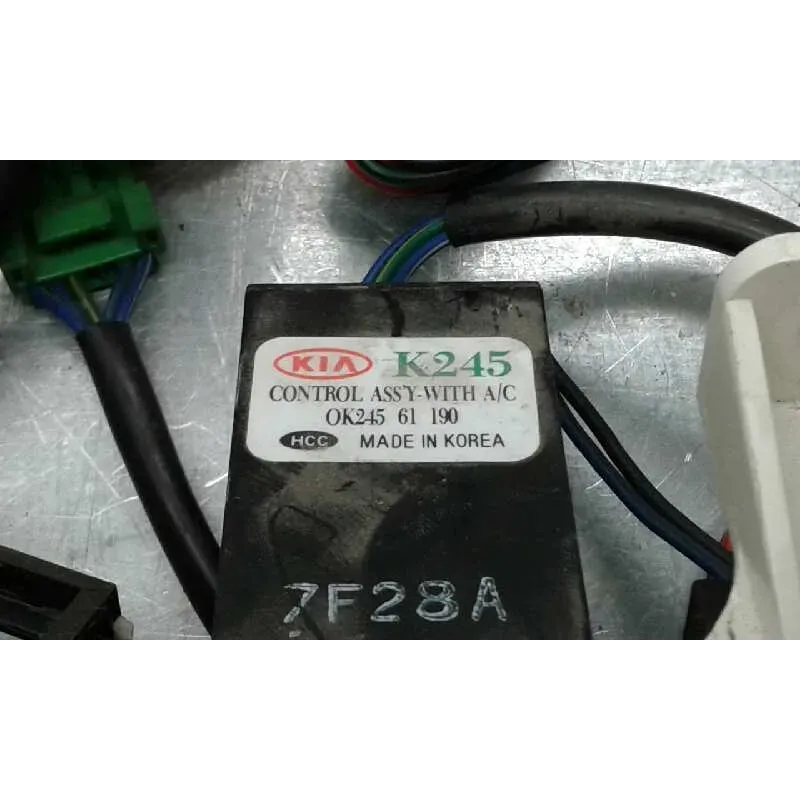 KIA K245
CONTROL ASS'Y-WITH A/C
OK245 61 190
HCC MADE IN KOREA
7F28A